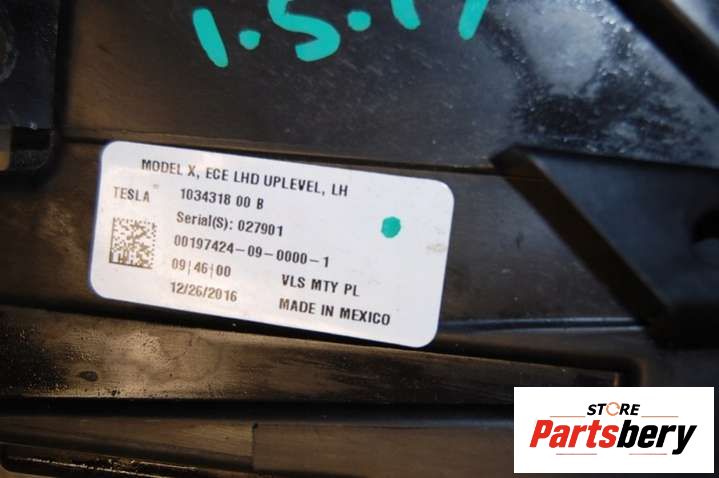 1.5.17
MODEL X, ECE LHD UPLEVEL, LH
TESLA
1034318 00 B
Serial(S): 027901
00197424-09-0000-1
09|46|00
VLS MTY PL
12/26/2016
MADE IN MEXICO
STORE
Partsbery